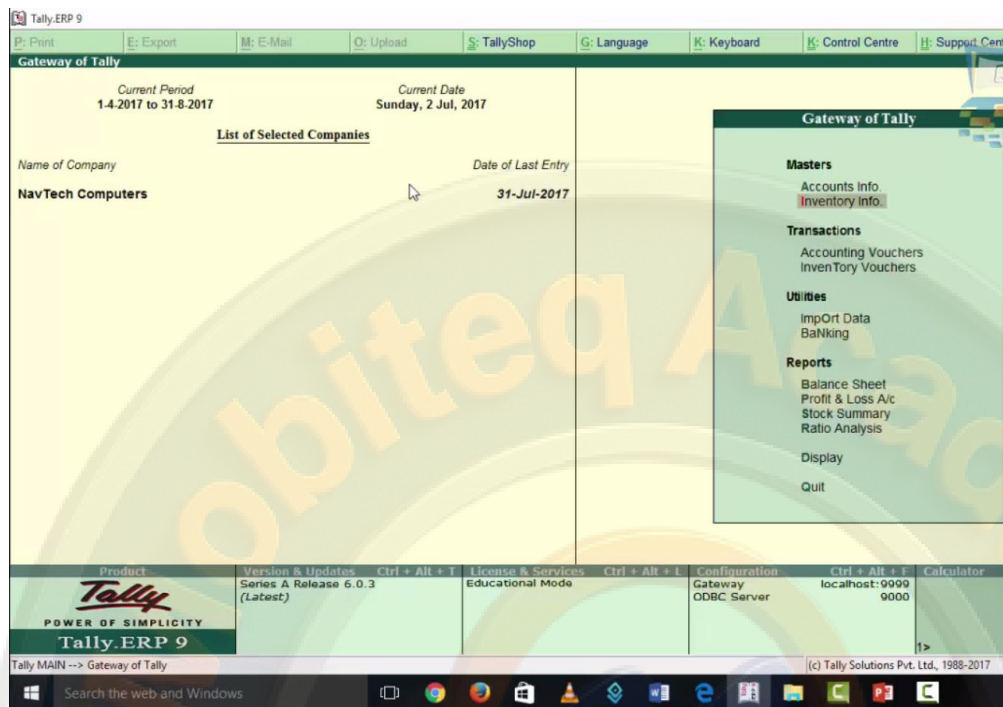 Tally.ERP 9
P: Print E: Export M: E-Mail O: Upload S: TallyShop G: Language K: Keyboard K: Control Centre H: Support Cent
Gateway of Tally
Current Period
1-4-2017 to 31-8-2017
Current Date
Sunday, 2 Jul, 2017
List of Selected Companies
Name of Company Date of Last Entry
NavTech Computers 31-Jul-2017
Gateway of Tally
Masters
Accounts Info.
Inventory Info.
Transactions
Accounting Vouchers
InvenTory Vouchers
Utilities
ImpOrt Data
BaNking
Reports
Balance Sheet
Profit & Loss A/c
Stock Summary
Ratio Analysis
Display
Quit
obiteq Acad
Product
Tally
POWER OF SIMPLICITY
Tally.ERP 9
Version & Updates Ctrl + Alt + T
Series A Release 6.0.3
(Latest)
License & Services Ctrl + Alt + L
Educational Mode
Configuration Ctrl + Alt + F
Gateway localhost:9999
ODBC Server 9000
Calculator
1>
Tally MAIN --> Gateway of Tally (c) Tally Solutions Pvt. Ltd., 1988-2017
Search the web and Windows